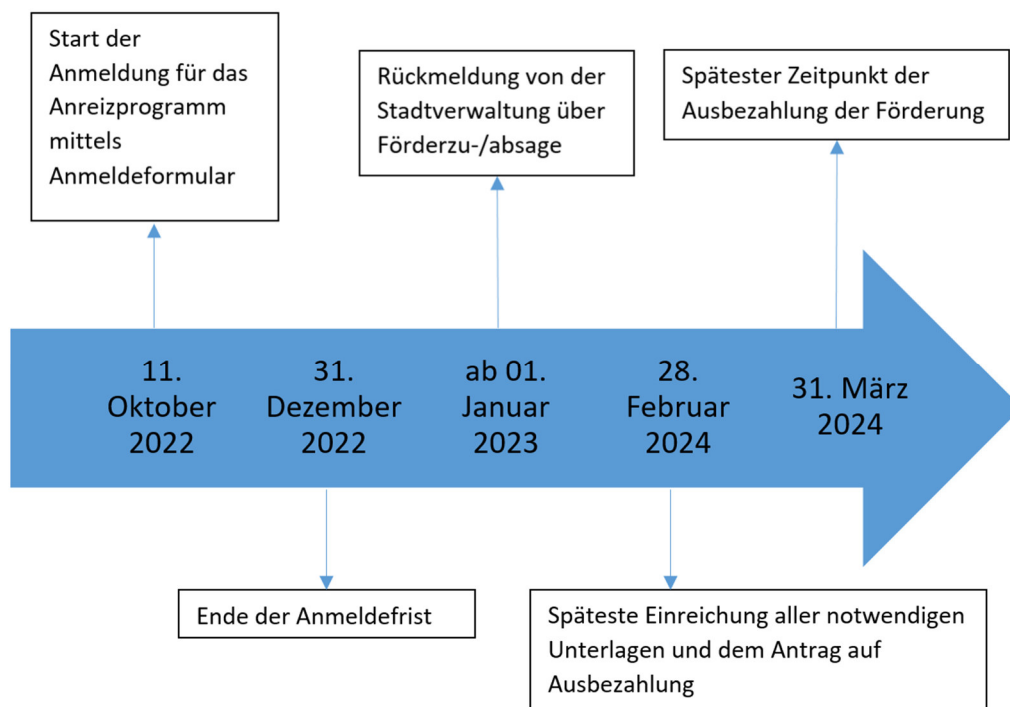 Start der
Anmeldung für das
Anreizprogramm
mittels
Anmeldeformular
Rückmeldung von der
Stadtverwaltung über
Förderzu-/absage
Spätester Zeitpunkt der
Ausbezahlung der Förderung
11.
Oktober
2022
31.
Dezember
2022
ab 01.
Januar
2023
28.
Februar
2024
31. März
2024
Ende der Anmeldefrist
Späteste Einreichung aller notwendigen
Unterlagen und dem Antrag auf
Ausbezahlung